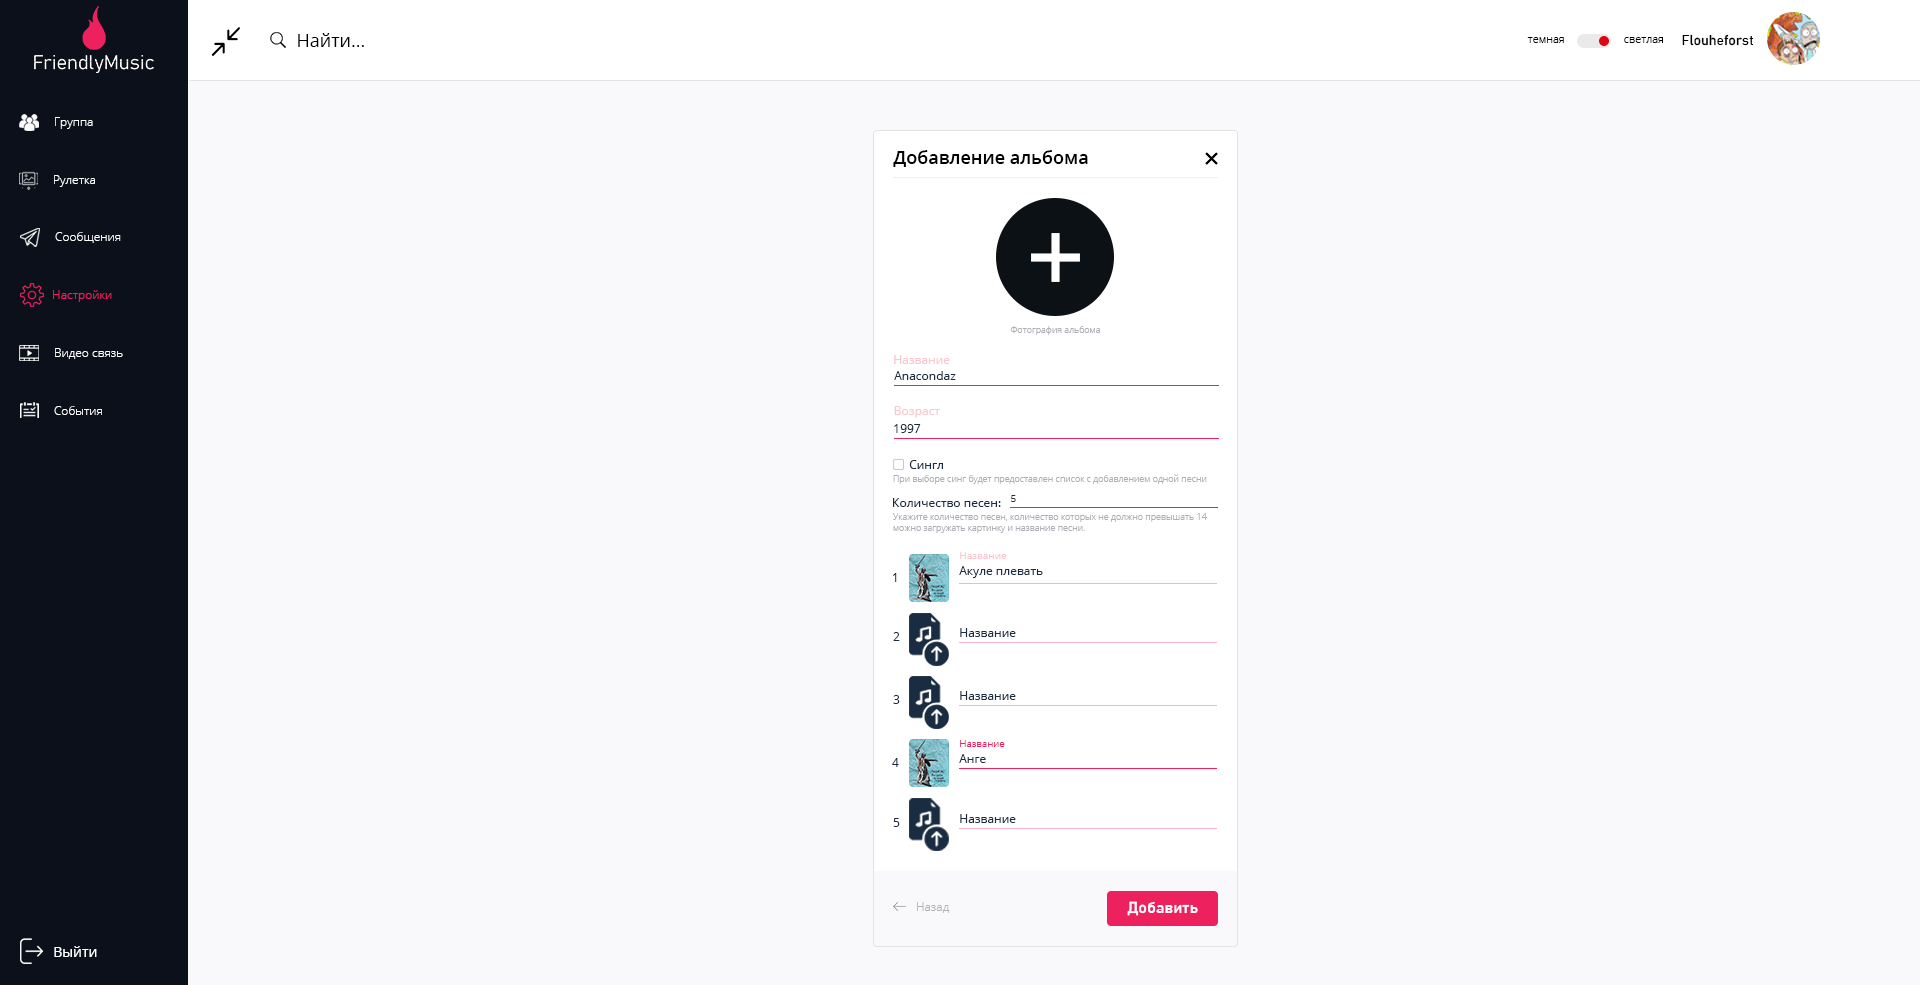 FriendlyMusic
Найти...
темная
светлая
Flouheforst
Группа
Рулетка
Сообщения
Настройки
Видео связь
События
Выйти
Добавление альбома
Фотография альбома
Название
Anacondaz
Возраст
1997
Сингл
При выборе синг будет предоставлен список с добавлением одной песни
Количество песен: 5
Укажите количество песен, количество которых не должно превышать 14
можно загружать картинку и название песни.
1
Название
Акуле плевать
2
Название
3
Название
4
Название
Анге
5
Название
Назад
Добавить